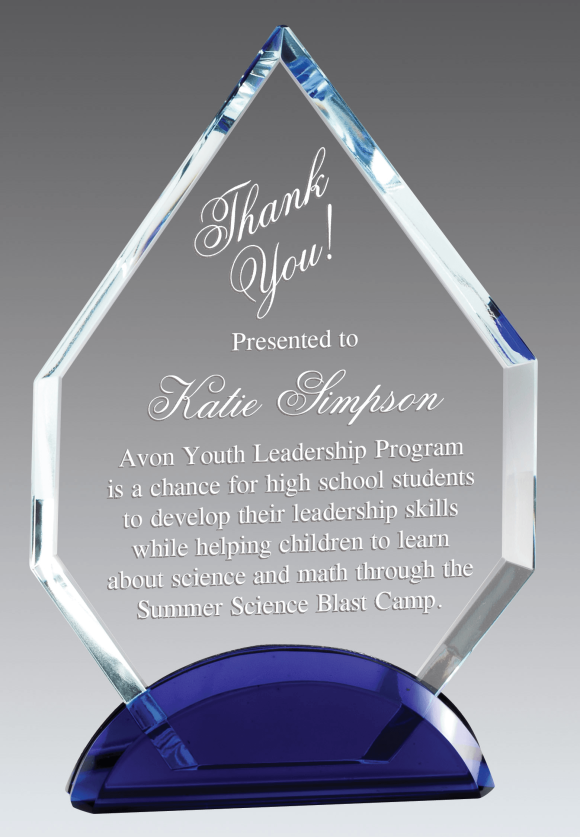 Thank
You!
Presented to
Katie Simpson
Avon Youth Leadership Program
is a chance for high school students
to develop their leadership skills
while helping children to learn
about science and math through the
Summer Science Blast Camp.